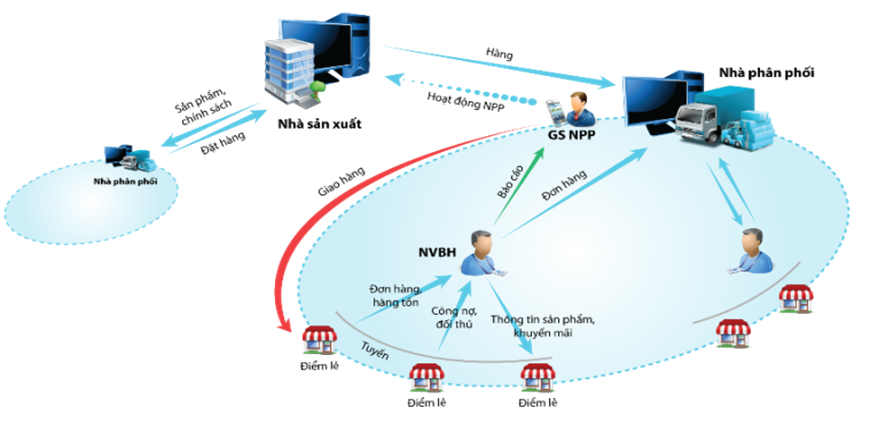 Hàng
Nhà phân phối
Sản phẩm,
chính sách
Hoạt động NPP
Nhà sản xuất
Đặt hàng
GS NPP
Nhà phân phối
Giao hàng
Báo cáo
Đơn hàng
NVBH
Đơn hàng,
hàng tồn
Công nợ,
đối thủ
Thông tin sản phẩm,
khuyến mãi
Tuyến
Điểm lẻ
Điểm lẻ
Điểm lẻ